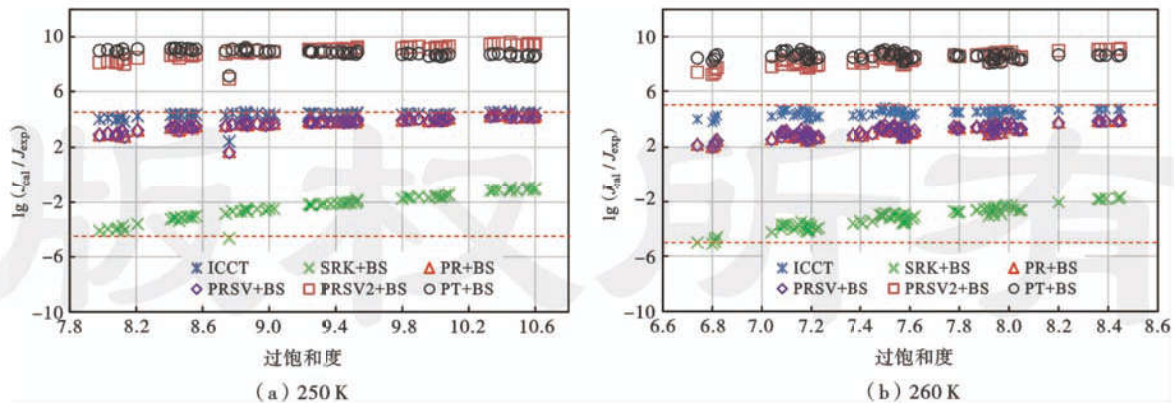 lg (J_cal / J_exp)
10
6
2
-2
-6
-10
ICCT
SRK+BS
PR+BS
PRSV+BS
PRSV2+BS
PT+BS
7.8
8.2
8.6
9.0
9.4
9.8
10.2
10.6
过饱和度
(a) 250 K
lg (J_cal / J_exp)
10
6
2
-2
-6
-10
ICCT
SRK+BS
PR+BS
PRSV+BS
PRSV2+BS
PT+BS
6.6
6.8
7.0
7.2
7.4
7.6
7.8
8.0
8.2
8.4
8.6
过饱和度
(b) 260 K
版权所有